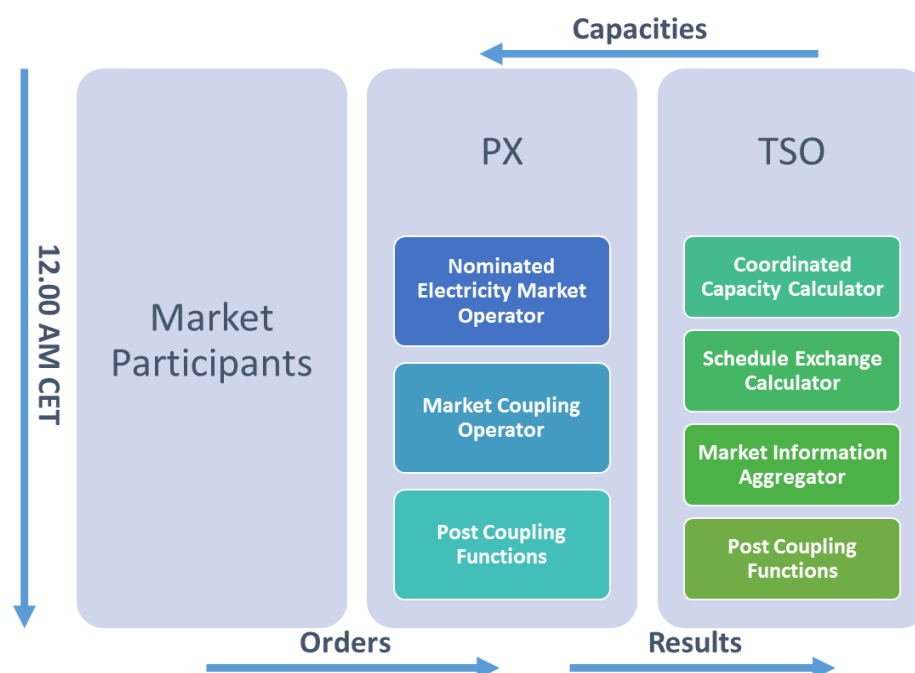 Capacities
12.00 AM CET
Market
Participants
PX
Nominated
Electricity Market
Operator
Market Coupling
Operator
Post Coupling
Functions
TSO
Coordinated
Capacity Calculator
Schedule Exchange
Calculator
Market Information
Aggregator
Post Coupling
Functions
Orders
Results